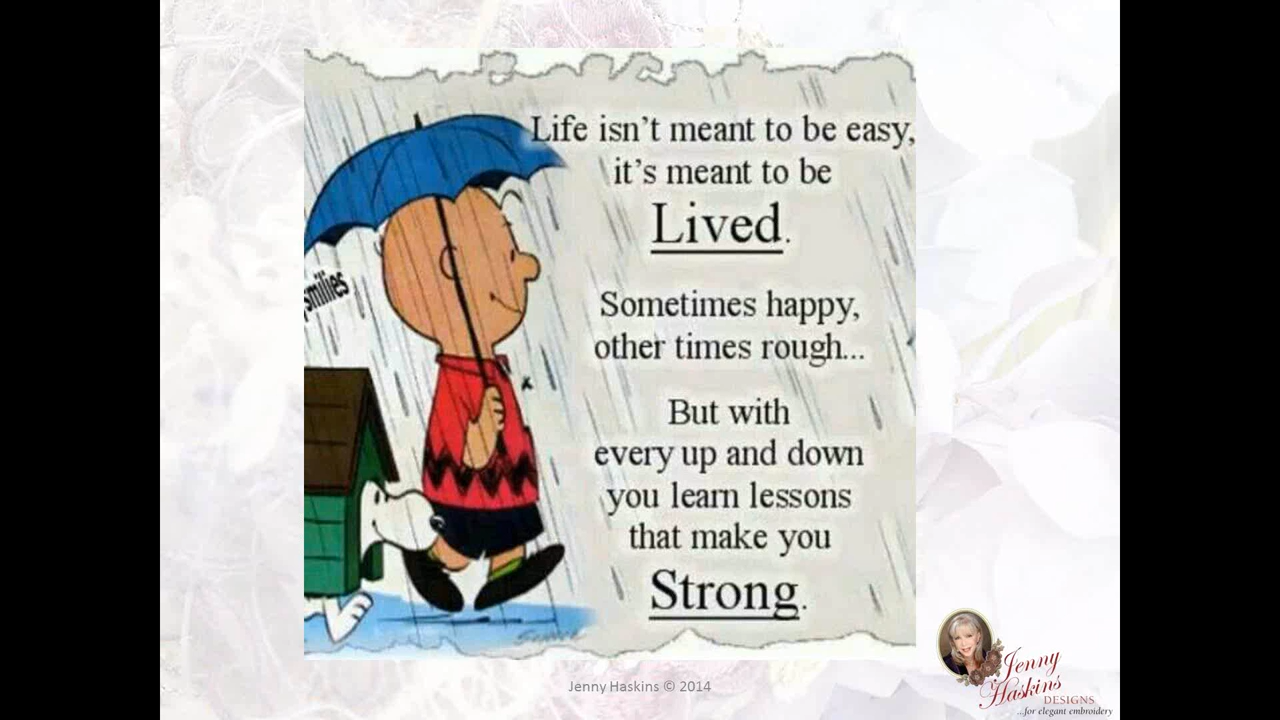 Life isn't meant to be easy,
it's meant to be
Lived.
Sometimes happy,
other times rough...
But with
every up and down
you learn lessons
that make you
Strong.
smilies
Jenny Haskins © 2014
Jenny
Haskins
DESIGNS
...for elegant embroidery